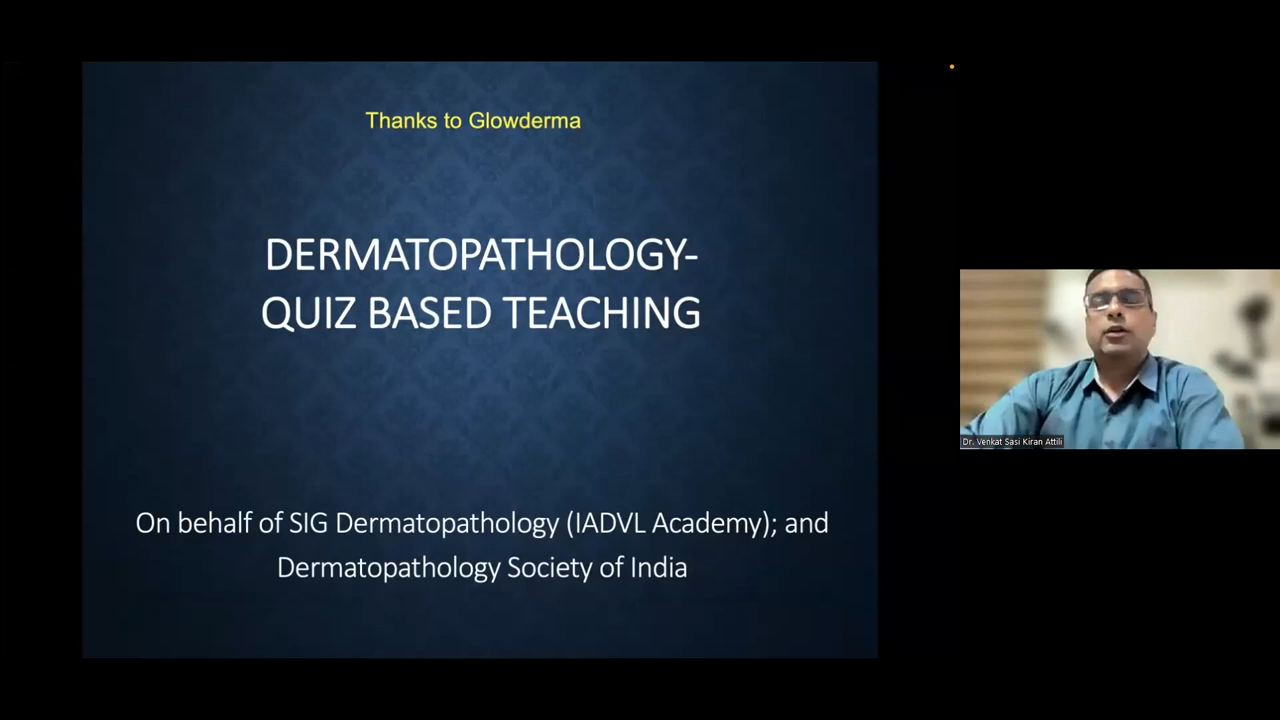 Thanks to Glowderma
DERMATOPATHOLOGY-
QUIZ BASED TEACHING
On behalf of SIG Dermatopathology (IADVL Academy); and
Dermatopathology Society of India
Dr. Venkat Sasi Kiran Attili